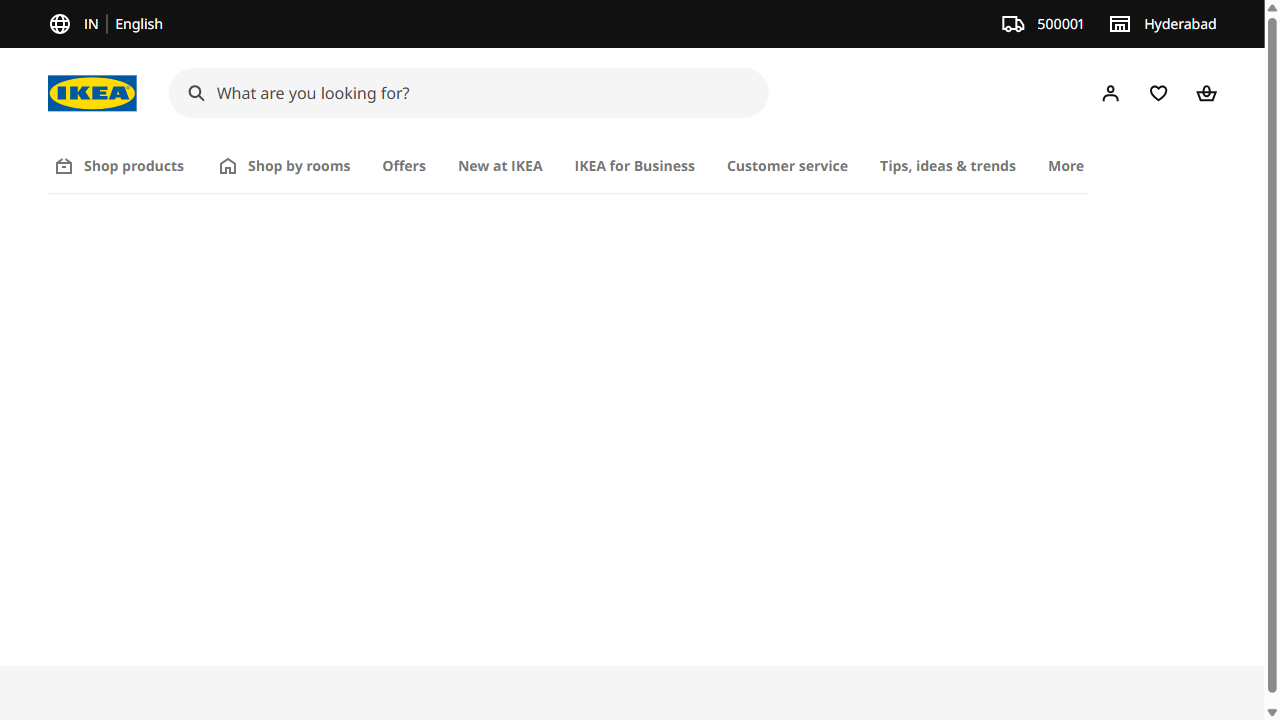 IN English 500001 Hyderabad
IKEA What are you looking for?
Shop products Shop by rooms Offers New at IKEA IKEA for Business Customer service Tips, ideas & trends More